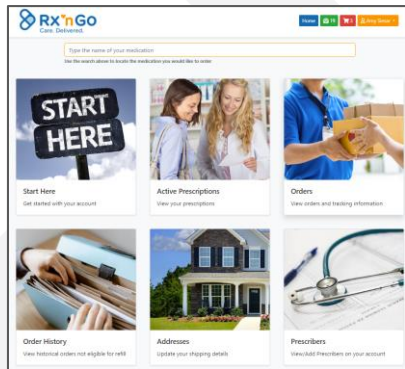 Rx'nGo
Care. Delivered.
Home
Type the name of your medication
Use the search above to locate the medication you would like to order
START
HERE
Start Here
Get started with your account
Active Prescriptions
View your prescriptions
Orders
View orders and tracking information
Order History
View historical orders not eligible for refill
Addresses
Update your shipping details
Prescribers
View/Add Prescribers on your account